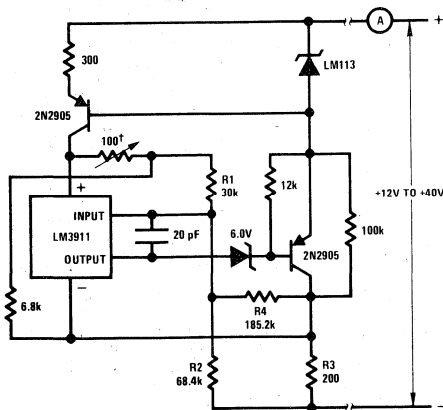 A
+
300
LM113
2N2905
100†
+
R1
30k
12k
+12V TO +40V
INPUT
LM3911
OUTPUT
20 pF
6.0V
2N2905
100k
−
6.8k
R4
185.2k
R2
68.4k
R3
200
−